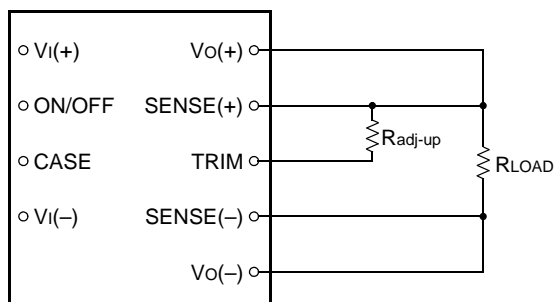 VI(+)
VO(+)
ON/OFF
SENSE(+)
Radj-up
CASE
TRIM
RLOAD
VI(–)
SENSE(–)
VO(–)